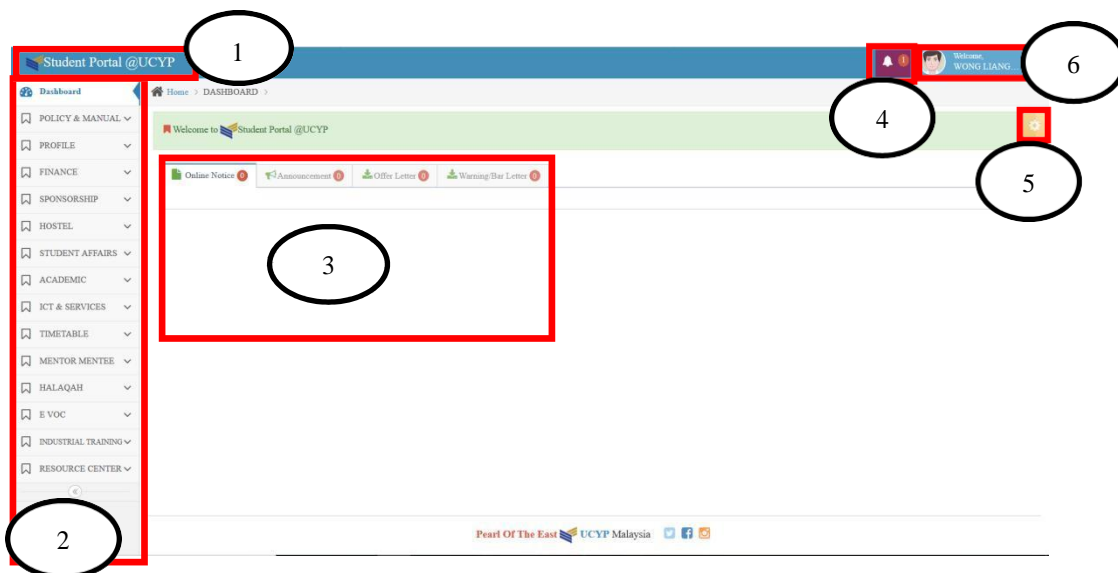 1
Student Portal @UCYP
Welcome,
WONG LIANG
6
1
Dashboard
Home > DASHBOARD >
4
POLICY & MANUAL
Welcome to Student Portal @UCYP
PROFILE
FINANCE
Online Notice 0
Announcement 0
Offer Letter 0
Warning/Bar Letter 0
5
SPONSORSHIP
HOSTEL
STUDENT AFFAIRS
3
ACADEMIC
ICT & SERVICES
TIMETABLE
MENTOR MENTEE
HALAQAH
E VOC
INDUSTRIAL TRAINING
RESOURCE CENTER
2
Pearl Of The East UCYP Malaysia